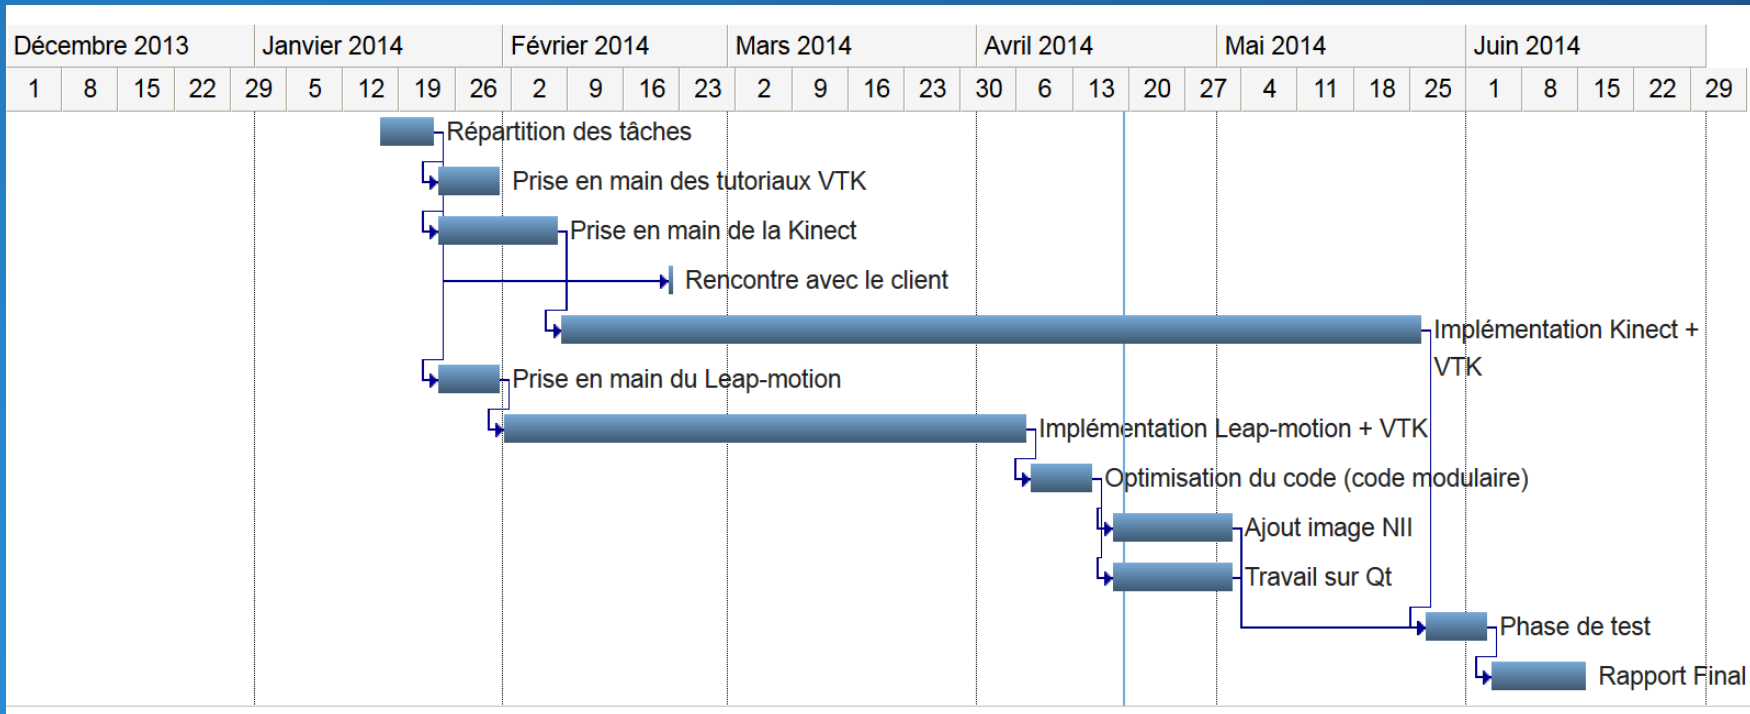 Décembre 2013 Janvier 2014 Février 2014 Mars 2014 Avril 2014 Mai 2014 Juin 2014
1 8 15 22 29 5 12 19 26 2 9 16 23 2 9 16 23 30 6 13 20 27 4 11 18 25 1 8 15 22 29
Répartition des tâches
Prise en main des tutoriaux VTK
Prise en main de la Kinect
Rencontre avec le client
Implémentation Kinect +
VTK
Prise en main du Leap-motion
Implémentation Leap-motion + VTK
Optimisation du code (code modulaire)
Ajout image NII
Travail sur Qt
Phase de test
Rapport Final